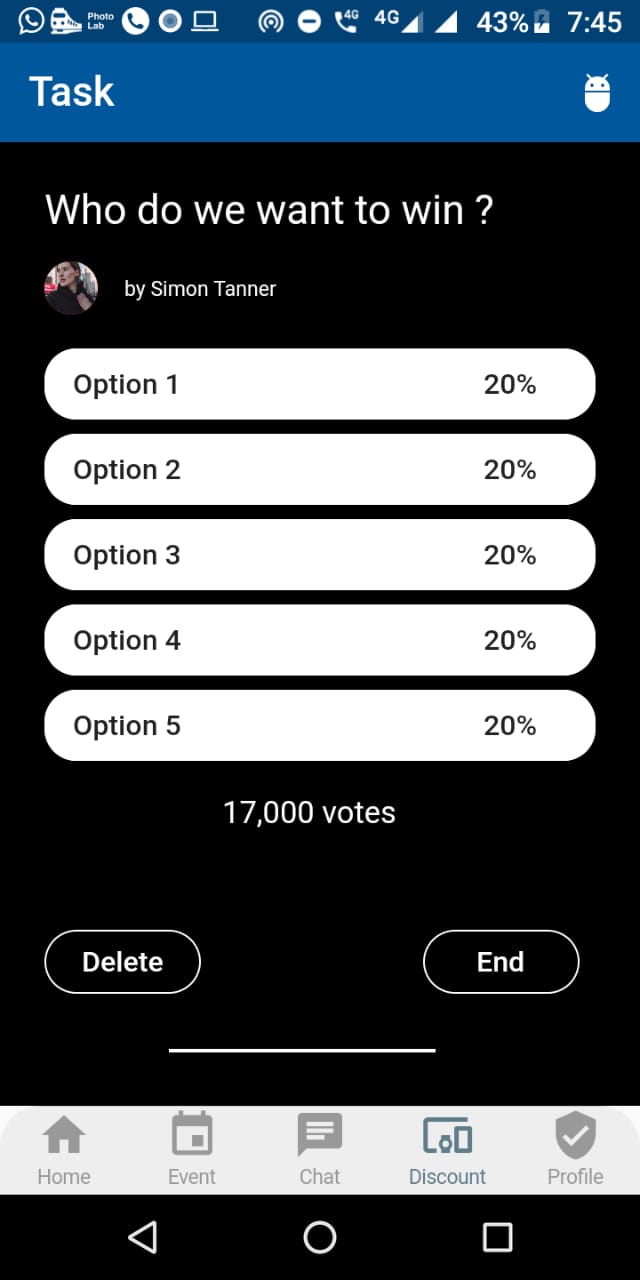 Photo Lab 4G 4G 43% 7:45
Task
Who do we want to win ?
by Simon Tanner
Option 1 20%
Option 2 20%
Option 3 20%
Option 4 20%
Option 5 20%
17,000 votes
Delete End
Home Event Chat Discount Profile